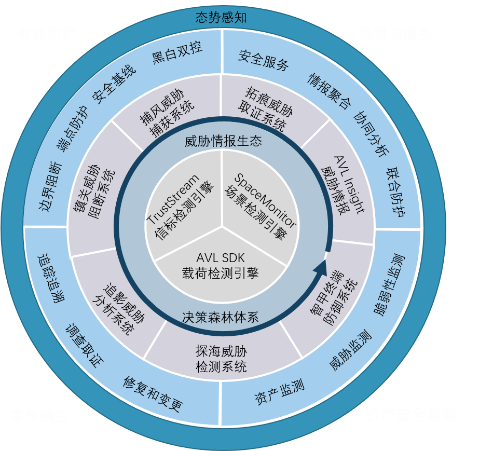 态势感知
黑白双控
安全基线
端点防护
边界阻断
安全服务
情报聚合
协同分析
联合防护
脆弱性监测
威胁监测
资产监测
修复和变更
调查取证
追踪追溯
捕风威胁
捕获系统
拓痕威胁
取证系统
AVL Insight
威胁情报
智甲终端
防御系统
探海威胁
检测系统
追影威胁
分析系统
镇关威胁
阻断系统
威胁情报生态
决策森林体系
TrustStream
信标检测引擎
SpaceMonitor
场景检测引擎
AVL SDK
载荷检测引擎